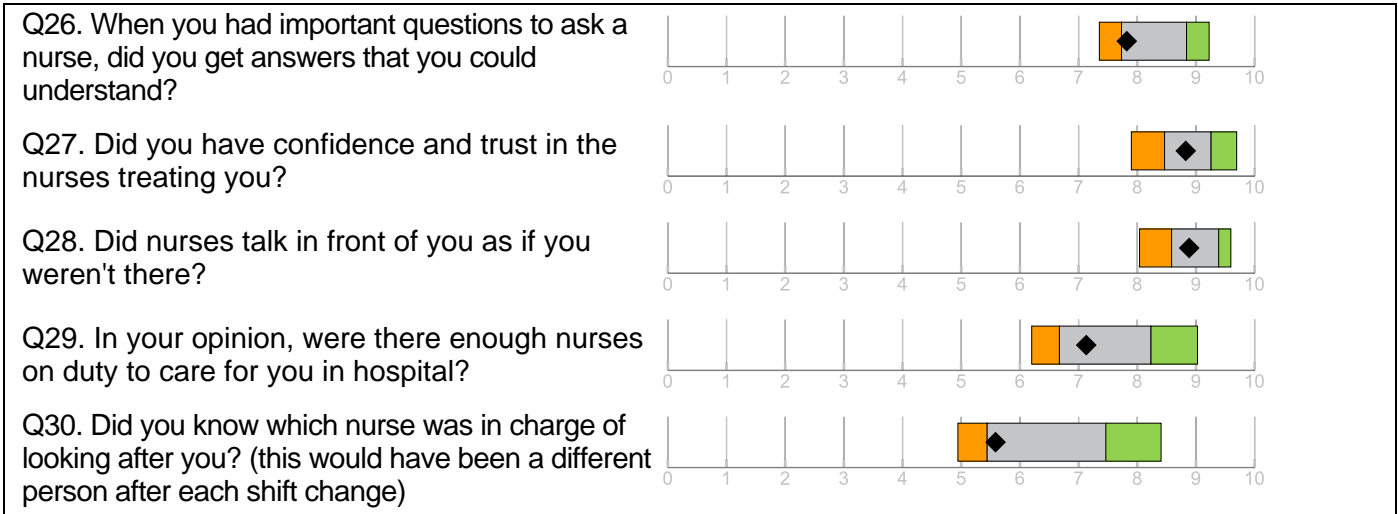 Q26. When you had important questions to ask a
nurse, did you get answers that you could
understand?
0 1 2 3 4 5 6 7 8 9 10
Q27. Did you have confidence and trust in the
nurses treating you?
0 1 2 3 4 5 6 7 8 9 10
Q28. Did nurses talk in front of you as if you
weren't there?
0 1 2 3 4 5 6 7 8 9 10
Q29. In your opinion, were there enough nurses
on duty to care for you in hospital?
0 1 2 3 4 5 6 7 8 9 10
Q30. Did you know which nurse was in charge of
looking after you? (this would have been a different
person after each shift change)
0 1 2 3 4 5 6 7 8 9 10